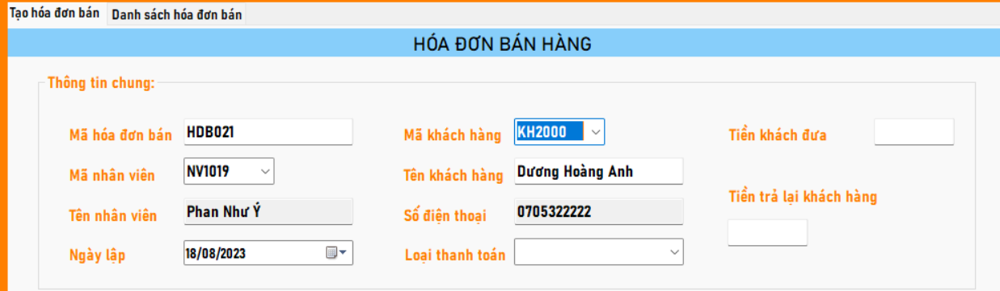 Tạo hóa đơn bán Danh sách hóa đơn bán
HÓA ĐƠN BÁN HÀNG
Thông tin chung:
Mã hóa đơn bán HDB021 Mã khách hàng KH2000 Tiền khách đưa
Mã nhân viên NV1019 Tên khách hàng Dương Hoàng Anh
Tên nhân viên Phan Như Ý Số điện thoại 0705322222 Tiền trả lại khách hàng
Ngày lập 18/08/2023 Loại thanh toán